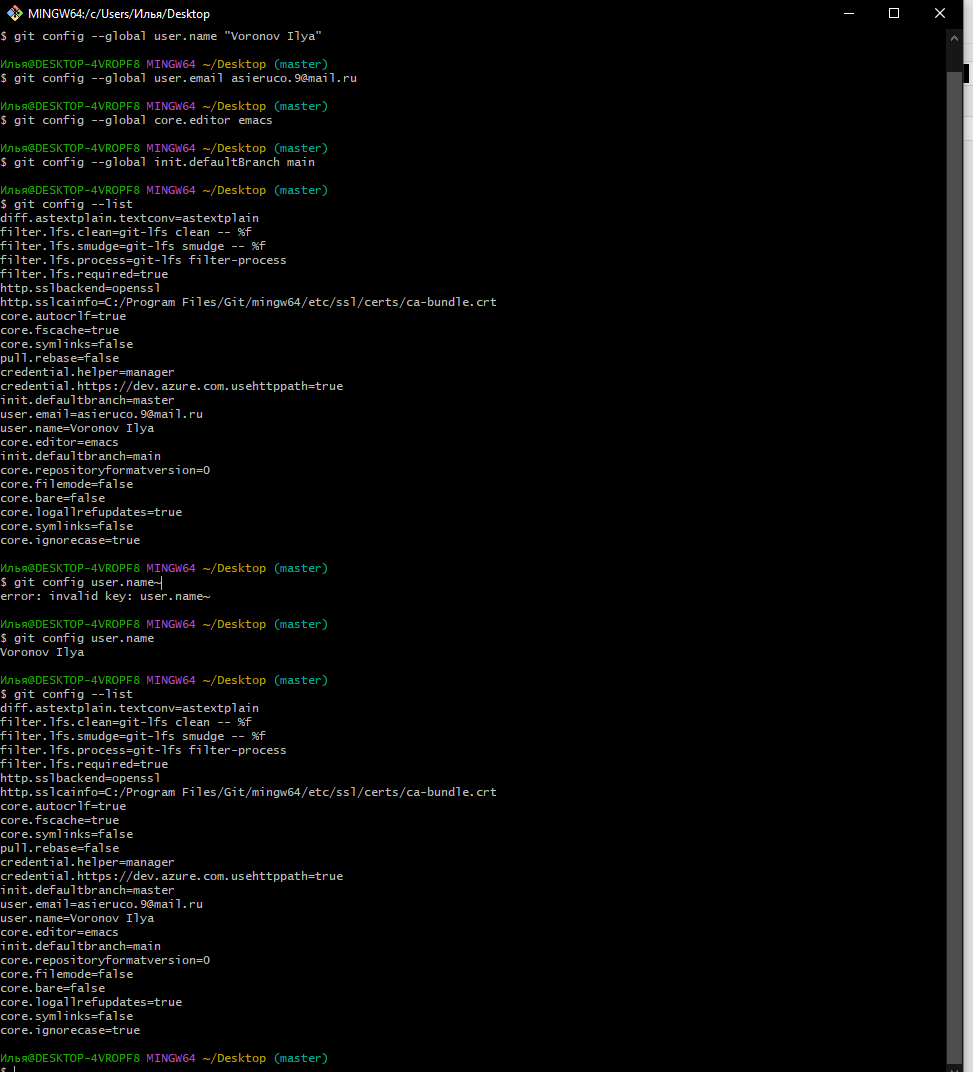 MINGW64:/c/Users/Илья/Desktop
$ git config --global user.name "Voronov Ilya"
Илья@DESKTOP-4VROPF8 MINGW64 ~/Desktop (master)
$ git config --global user.email asieruco.9@mail.ru
Илья@DESKTOP-4VROPF8 MINGW64 ~/Desktop (master)
$ git config --global core.editor emacs
Илья@DESKTOP-4VROPF8 MINGW64 ~/Desktop (master)
$ git config --global init.defaultBranch main
Илья@DESKTOP-4VROPF8 MINGW64 ~/Desktop (master)
$ git config --list
diff.astextplain.textconv=astextplain
filter.lfs.clean=git-lfs clean -- %f
filter.lfs.smudge=git-lfs smudge -- %f
filter.lfs.process=git-lfs filter-process
filter.lfs.required=true
http.sslbackend=openssl
http.sslcainfo=C:/Program Files/Git/mingw64/etc/ssl/certs/ca-bundle.crt
core.autocrlf=true
core.fscache=true
core.symlinks=false
pull.rebase=false
credential.helper=manager
credential.https://dev.azure.com.usehttppath=true
init.defaultbranch=master
user.email=asieruco.9@mail.ru
user.name=Voronov Ilya
core.editor=emacs
init.defaultbranch=main
core.repositoryformatversion=0
core.filemode=false
core.bare=false
core.logallrefupdates=true
core.symlinks=false
core.ignorecase=true
Илья@DESKTOP-4VROPF8 MINGW64 ~/Desktop (master)
$ git config user.name~
error: invalid key: user.name~
Илья@DESKTOP-4VROPF8 MINGW64 ~/Desktop (master)
$ git config user.name
Voronov Ilya
Илья@DESKTOP-4VROPF8 MINGW64 ~/Desktop (master)
$ git config --list
diff.astextplain.textconv=astextplain
filter.lfs.clean=git-lfs clean -- %f
filter.lfs.smudge=git-lfs smudge -- %f
filter.lfs.process=git-lfs filter-process
filter.lfs.required=true
http.sslbackend=openssl
http.sslcainfo=C:/Program Files/Git/mingw64/etc/ssl/certs/ca-bundle.crt
core.autocrlf=true
core.fscache=true
core.symlinks=false
pull.rebase=false
credential.helper=manager
credential.https://dev.azure.com.usehttppath=true
init.defaultbranch=master
user.email=asieruco.9@mail.ru
user.name=Voronov Ilya
core.editor=emacs
init.defaultbranch=main
core.repositoryformatversion=0
core.filemode=false
core.bare=false
core.logallrefupdates=true
core.symlinks=false
core.ignorecase=true
Илья@DESKTOP-4VROPF8 MINGW64 ~/Desktop (master)
$